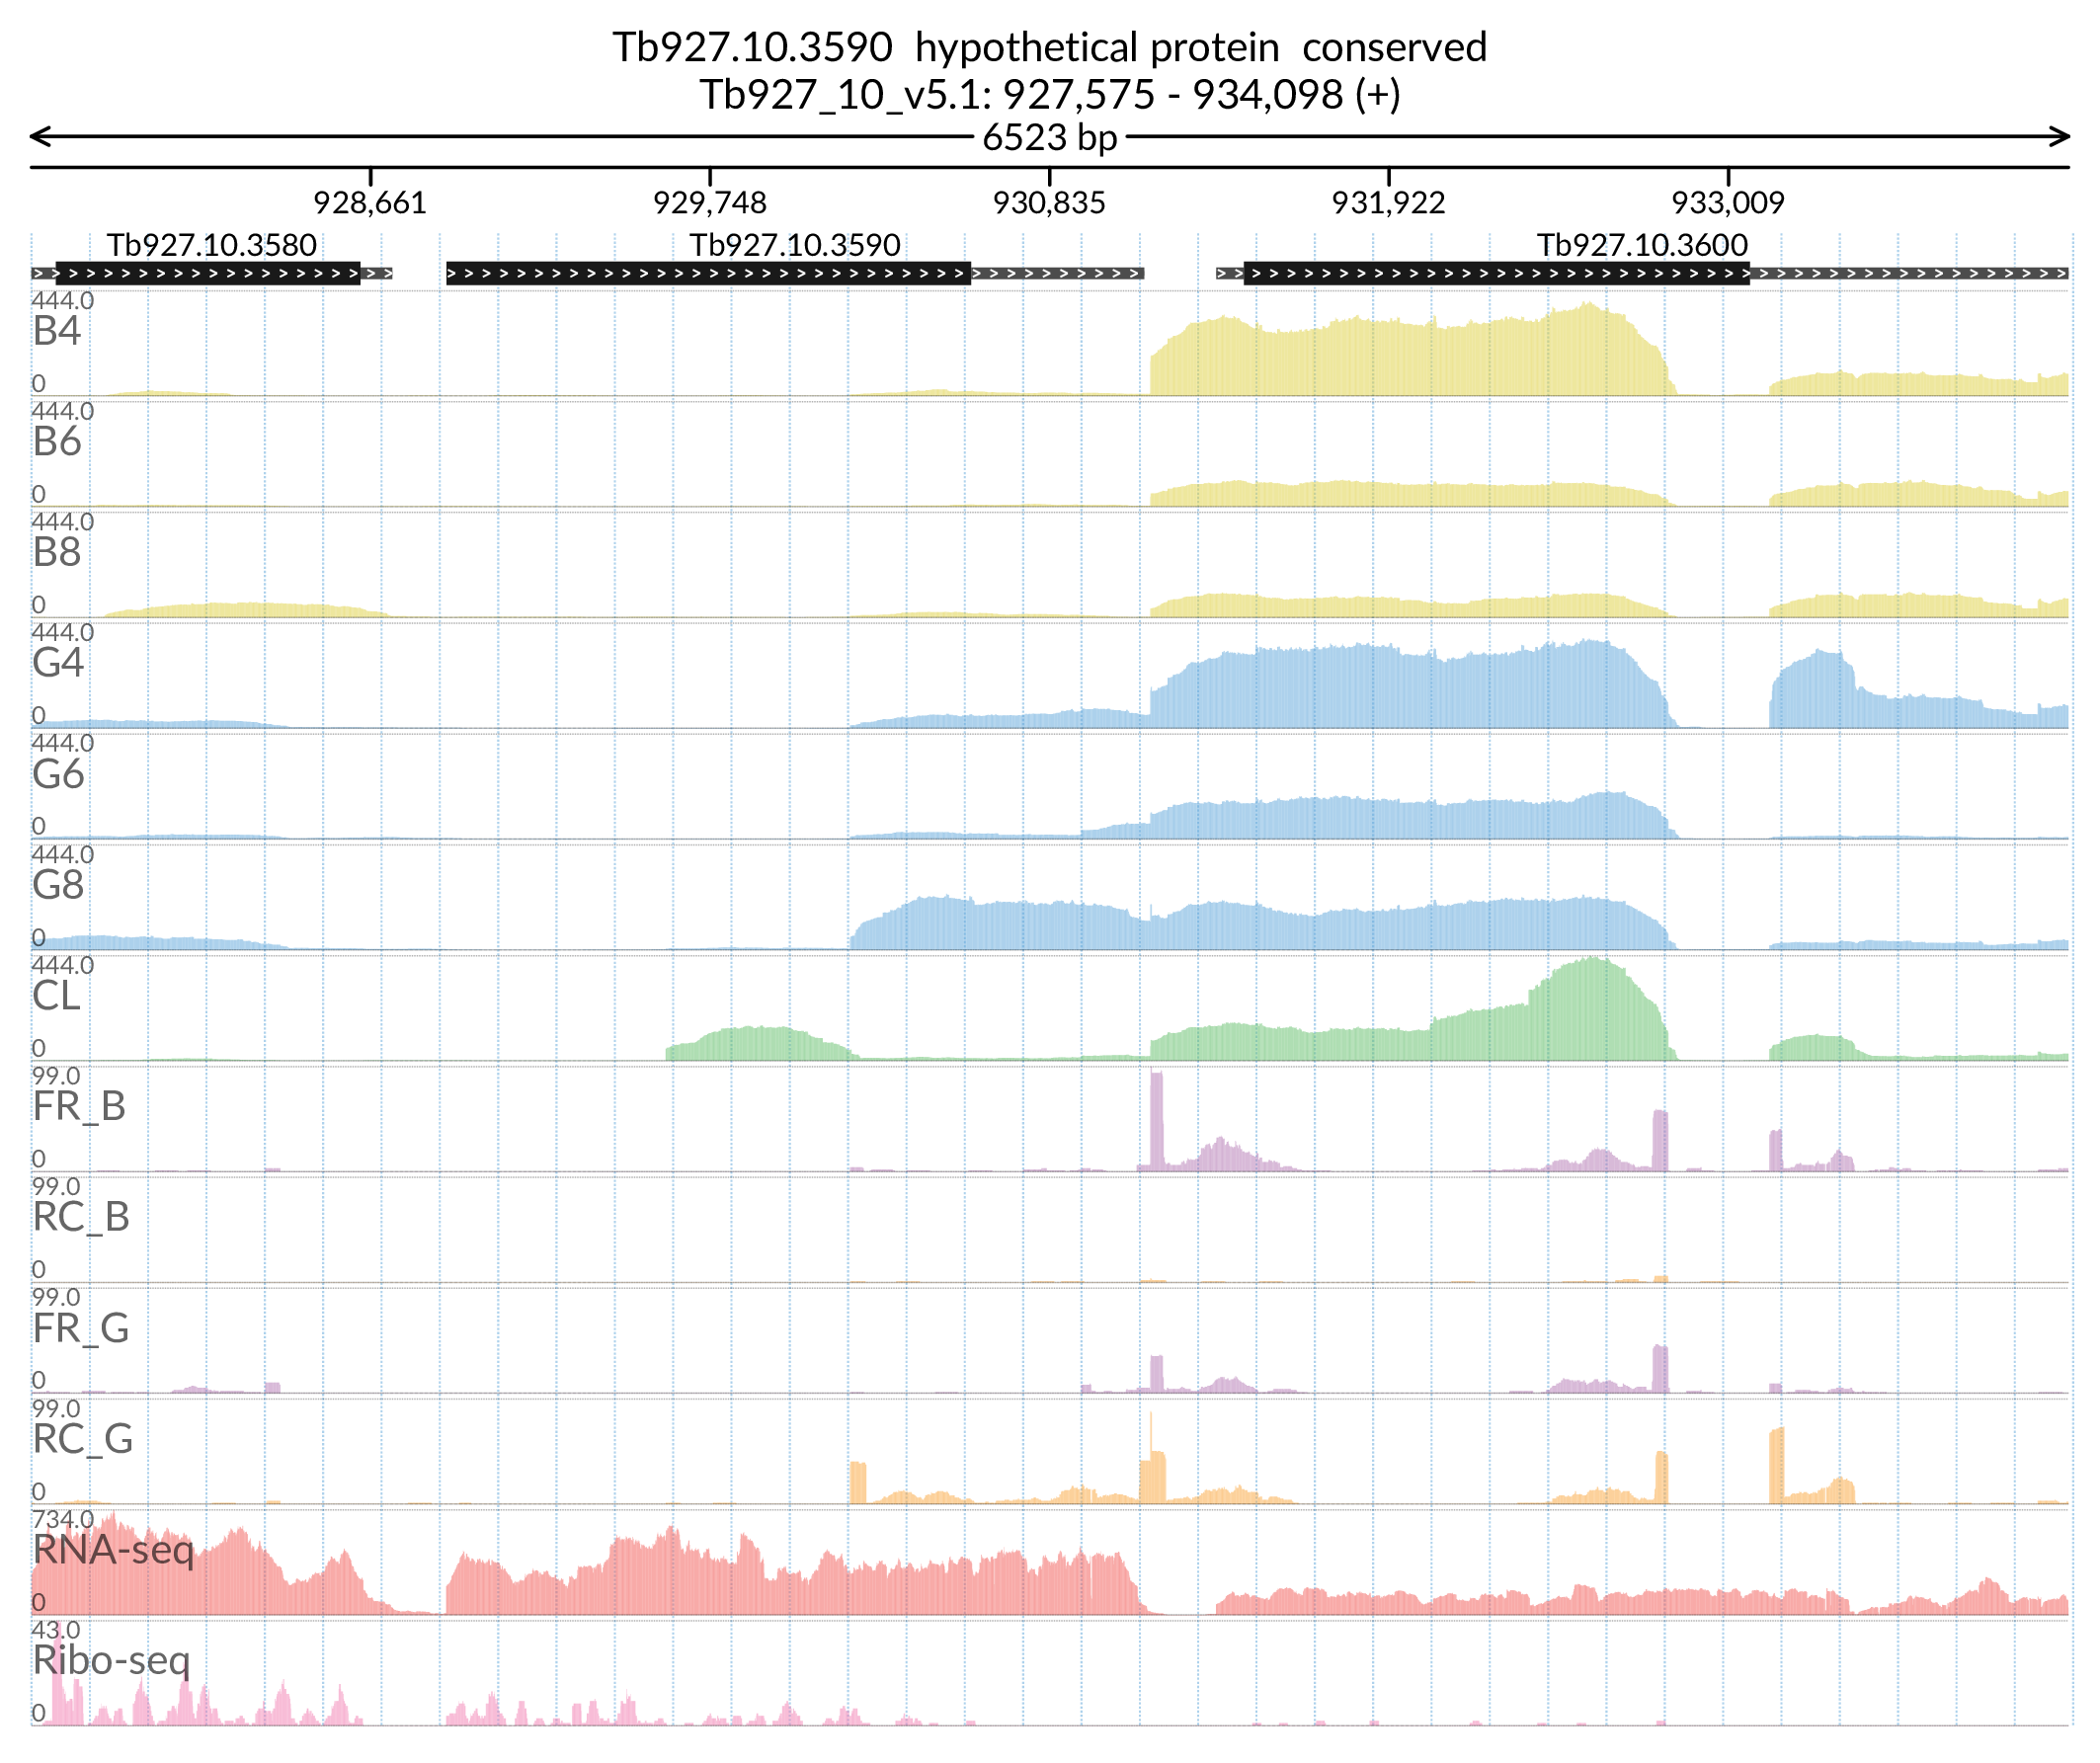 Tb927.10.3590  hypothetical protein  conserved
Tb927_10_v5.1: 927,575 - 934,098 (+)
6523 bp
928,661 929,748 930,835 931,922 933,009
Tb927.10.3580 Tb927.10.3590 Tb927.10.3600
444.0
B4
0
444.0
B6
0
444.0
B8
0
444.0
G4
0
444.0
G6
0
444.0
G8
0
444.0
CL
0
99.0
FR_B
0
99.0
RC_B
0
99.0
FR_G
0
99.0
RC_G
0
734.0
RNA-seq
0
43.0
Ribo-seq
0